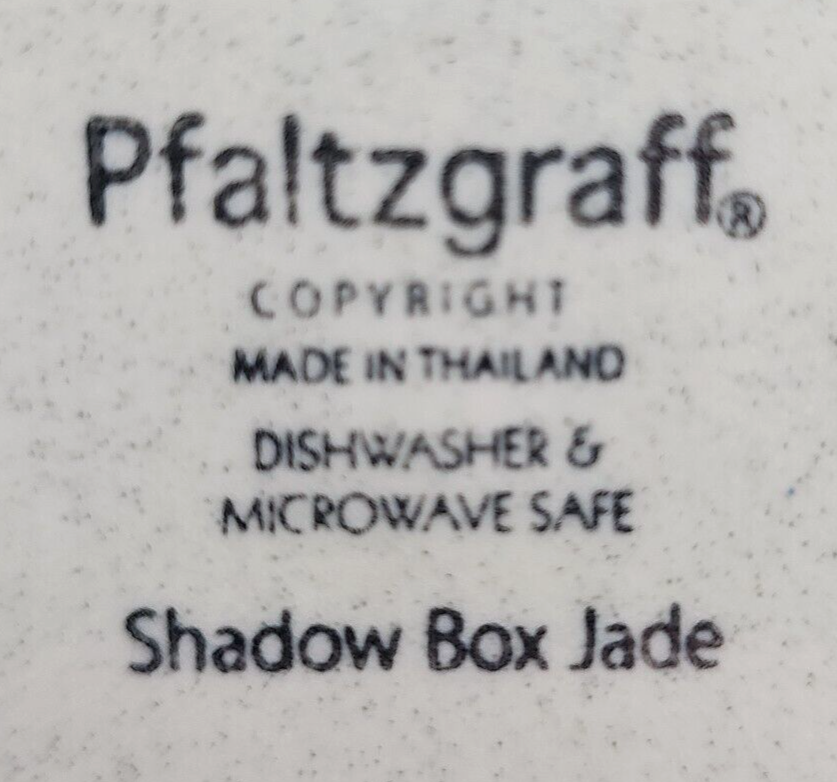 Pfaltzgraff®
COPYRIGHT
MADE IN THAILAND
DISHWASHER &
MICROWAVE SAFE
Shadow Box Jade